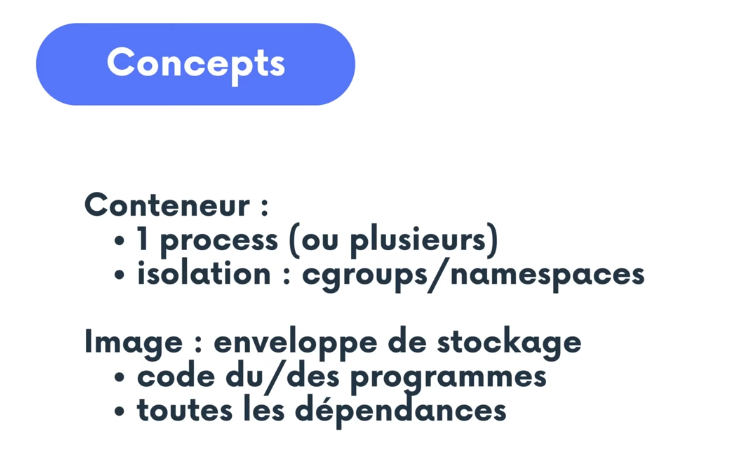 Concepts
Conteneur :
• 1 process (ou plusieurs)
• isolation : cgroups/namespaces
Image : enveloppe de stockage
• code du/des programmes
• toutes les dépendances